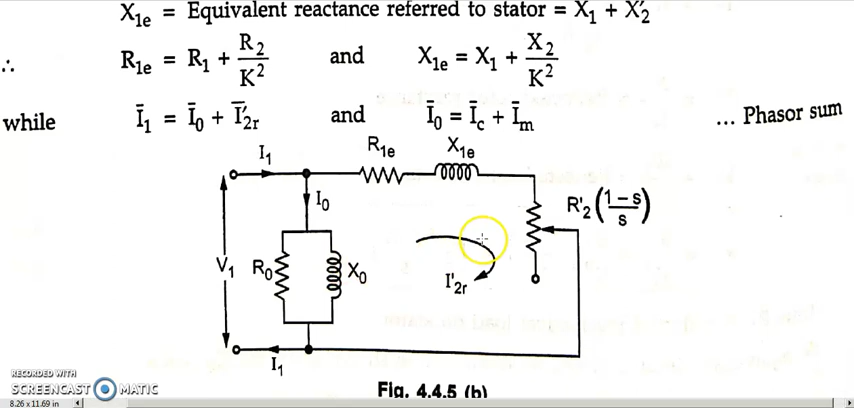 X1e = Equivalent reactance referred to stator = X1 + X'2
∴ R1e = R1 + R2/K² and X1e = X1 + X2/K²
while Ī1 = Ī0 + Ī'2r and Ī0 = Īc + Īm ... Phasor sum
R1e X1e
I1
I0
R'2 (1–s/s)
V1 R0 X0
I'2r
I1
RECORDED WITH
SCREENCAST MATIC
Fig. 4.4.5 (b)
8.26 x 11.69 in